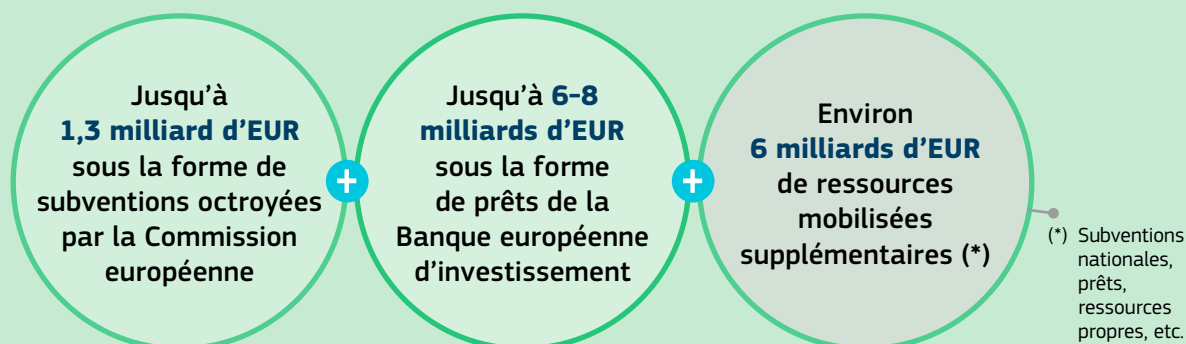 Jusqu’à
1,3 milliard d’EUR
sous la forme de
subventions octroyées
par la Commission
européenne
+
Jusqu’à 6-8
milliards d’EUR
sous la forme
de prêts de la
Banque européenne
d’investissement
+
Environ
6 milliards d’EUR
de ressources
mobilisées
supplémentaires (*)
(*) Subventions
nationales,
prêts,
ressources
propres, etc.